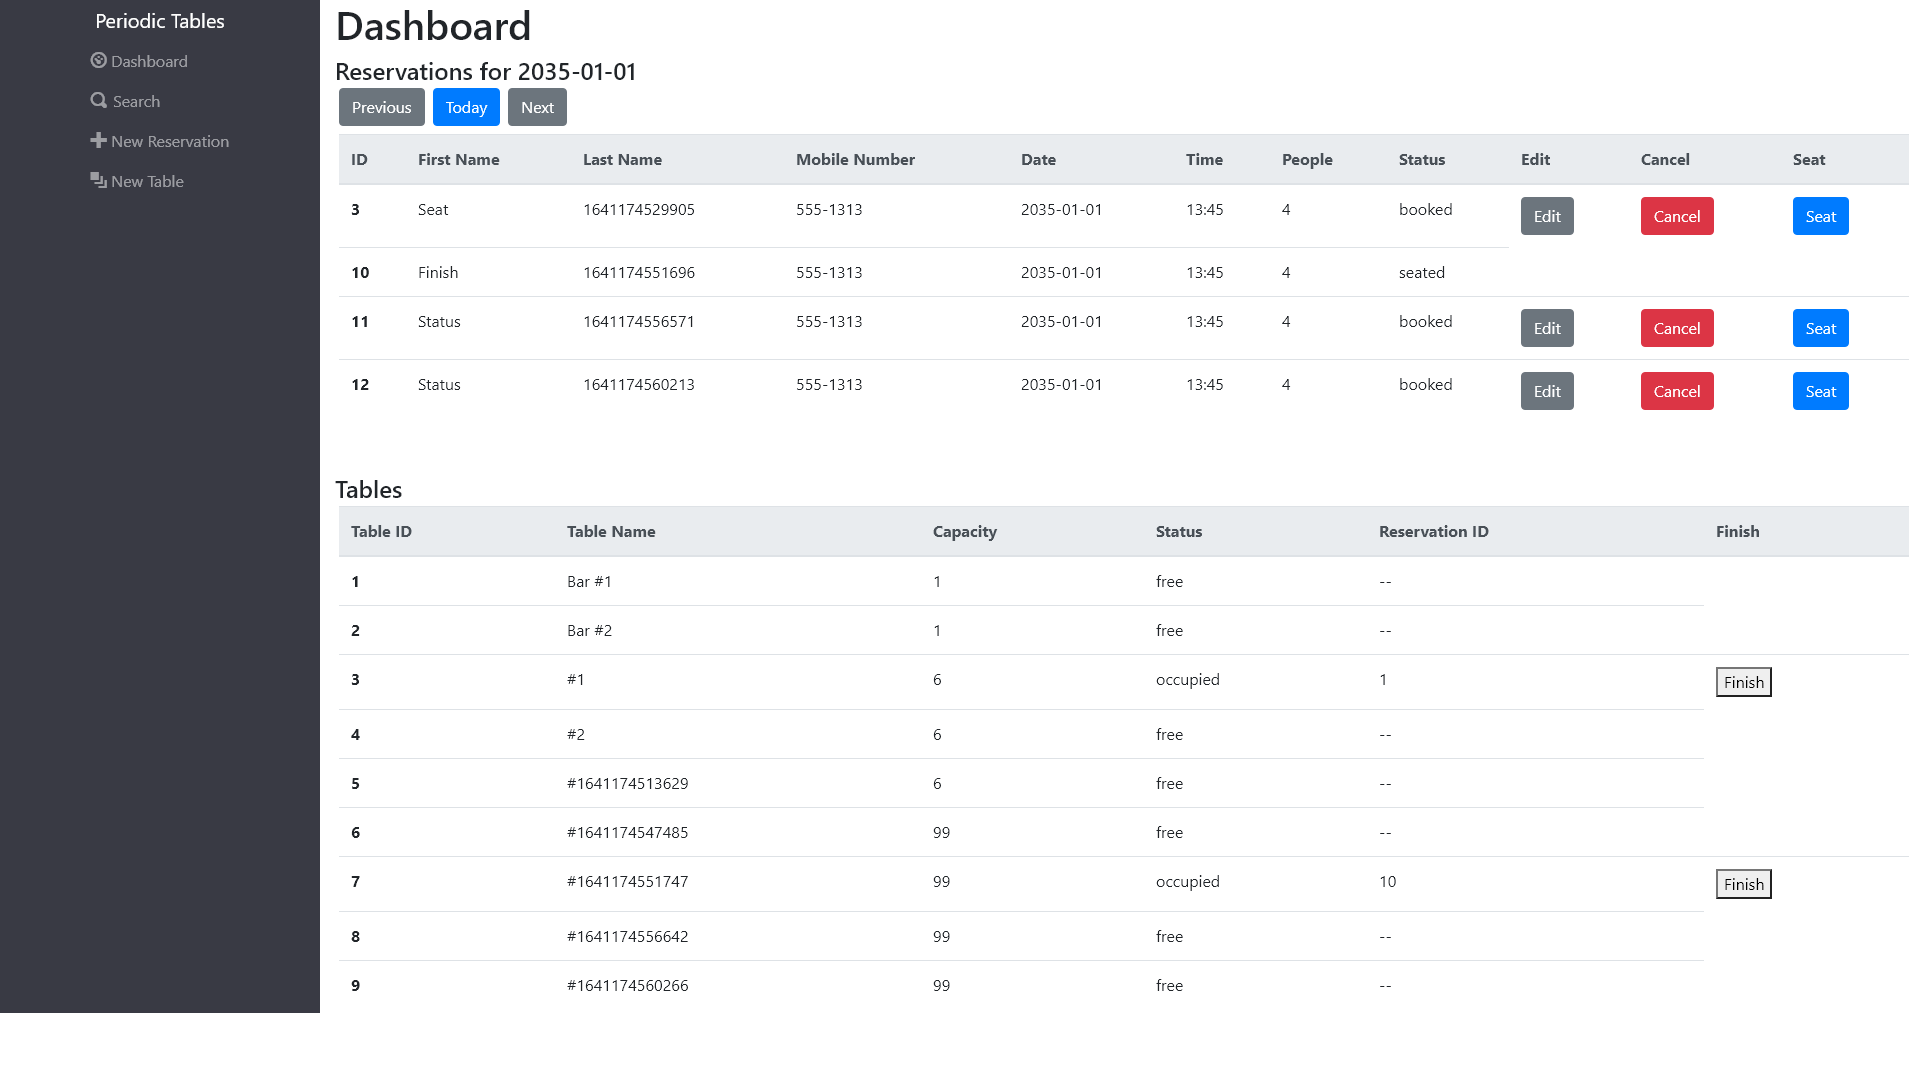 Periodic Tables
Dashboard
Search
New Reservation
New Table
Dashboard
Reservations for 2035-01-01
Previous Today Next
ID First Name Last Name Mobile Number Date Time People Status Edit Cancel Seat
3 Seat 1641174529905 555-1313 2035-01-01 13:45 4 booked Edit Cancel Seat
10 Finish 1641174551696 555-1313 2035-01-01 13:45 4 seated
11 Status 1641174556571 555-1313 2035-01-01 13:45 4 booked Edit Cancel Seat
12 Status 1641174560213 555-1313 2035-01-01 13:45 4 booked Edit Cancel Seat
Tables
Table ID Table Name Capacity Status Reservation ID Finish
1 Bar #1 1 free --
2 Bar #2 1 free --
3 #1 6 occupied 1 Finish
4 #2 6 free --
5 #1641174513629 6 free --
6 #1641174547485 99 free --
7 #1641174551747 99 occupied 10 Finish
8 #1641174556642 99 free --
9 #1641174560266 99 free --